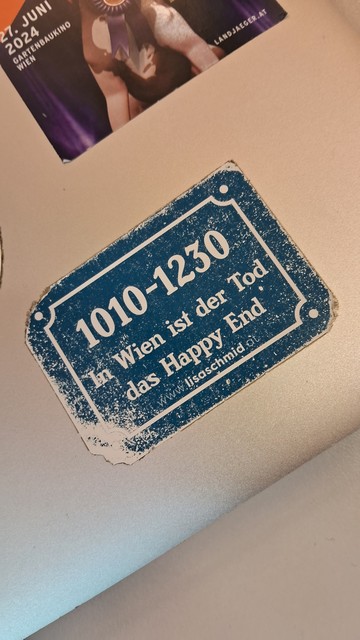 27. JUNI
2024
GARTENBAUKINO
WIEN
LANDJAEGER.AT
1010-1230
In Wien ist der Tod
das Happy End
www.lisaschmid.at